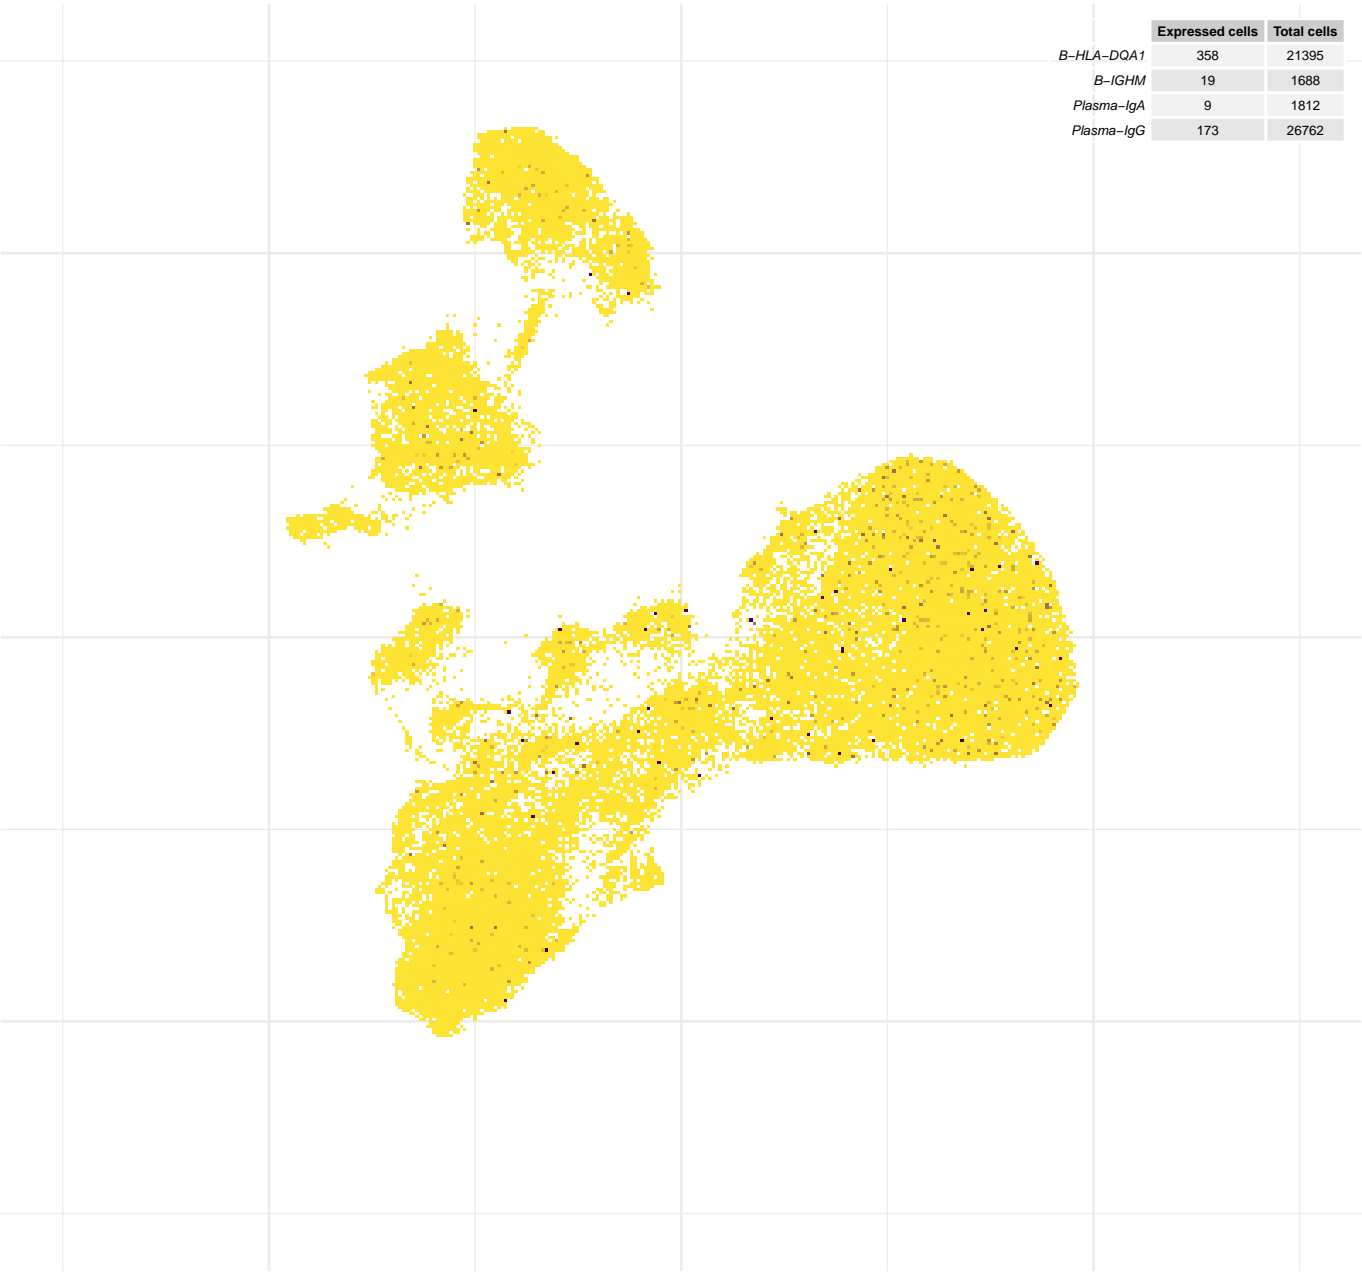 Expressed cells Total cells
B−HLA−DQA1 358 21395
B−IGHM 19 1688
Plasma−IgA 9 1812
Plasma−IgG 173 26762